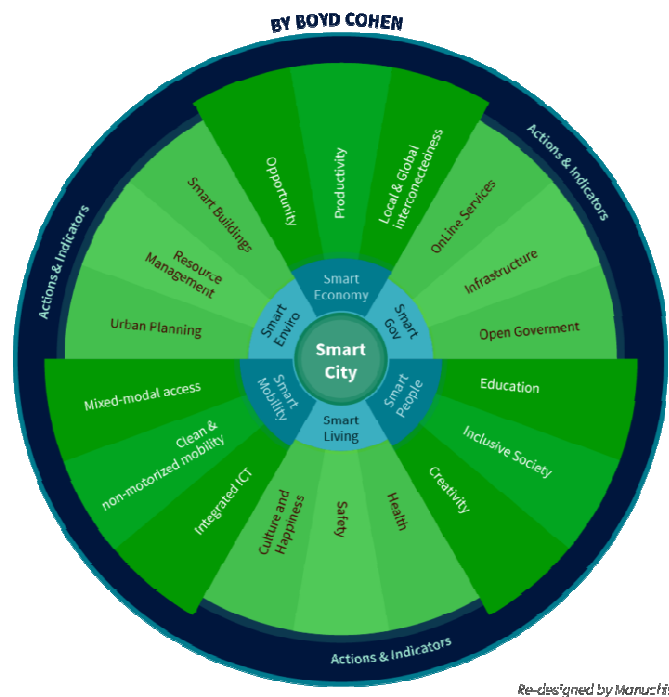 BY BOYD COHEN
Actions & Indicators
Actions & Indicators
Opportunity
Productivity
Local & Global
interconectedness
Smart Buildings
Resource
Management
Urban Planning
OnLine Services
Infrastructure
Open Goverment
Smart
Economy
Smart
Enviro
Smart
Gov
Smart
City
Smart
Mobility
Smart
People
Smart
Living
Mixed-modal access
Clean &
non-motorized mobility
Integrated ICT
Education
Inclusive Society
Creativity
Culture and
Happiness
Safety
Health
Actions & Indicators
Re-designed by Manuchi